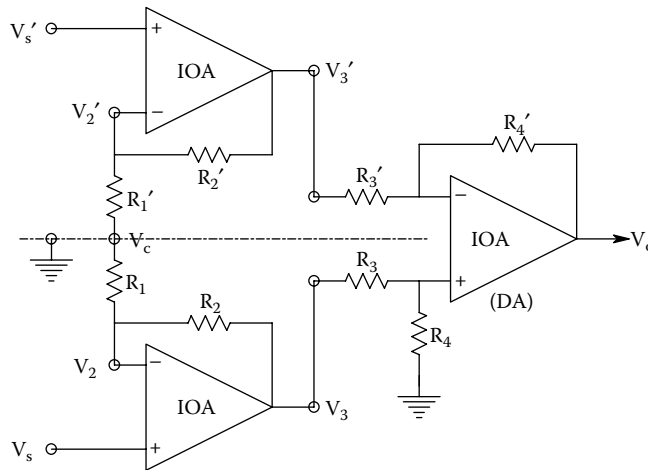 Vs′
+
IOA
V3′
V2′
−
R2′
R4′
R1′
R3′
−
Vc
IOA
Vo
R1
R3
+
(DA)
R2
R4
V2
−
IOA
V3
Vs
+